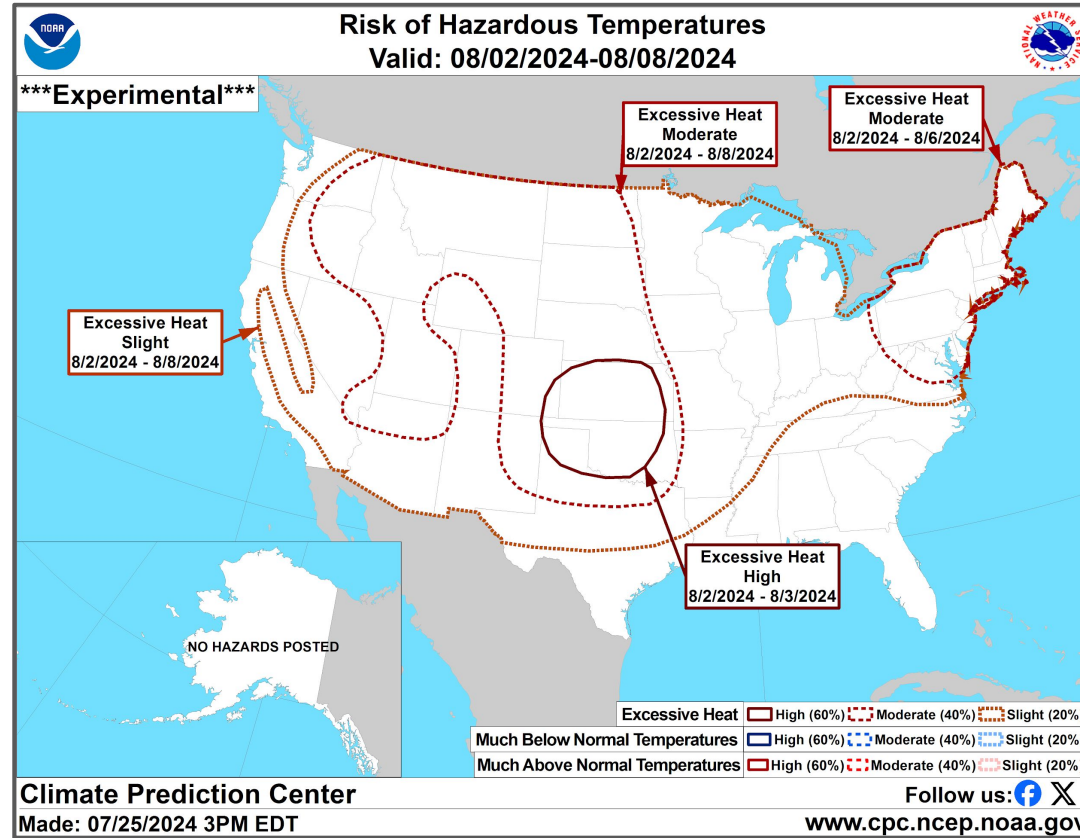 Risk of Hazardous Temperatures
Valid: 08/02/2024-08/08/2024
NOAA
NATIONAL WEATHER SERVICE
***Experimental***
Excessive Heat
Moderate
8/2/2024 - 8/8/2024
Excessive Heat
Moderate
8/2/2024 - 8/6/2024
Excessive Heat
Slight
8/2/2024 - 8/8/2024
Excessive Heat
High
8/2/2024 - 8/3/2024
NO HAZARDS POSTED
Excessive Heat High (60%) Moderate (40%) Slight (20%
Much Below Normal Temperatures High (60%) Moderate (40%) Slight (20%
Much Above Normal Temperatures High (60%) Moderate (40%) Slight (20%
Climate Prediction Center
Follow us:
Made: 07/25/2024 3PM EDT
www.cpc.ncep.noaa.gov